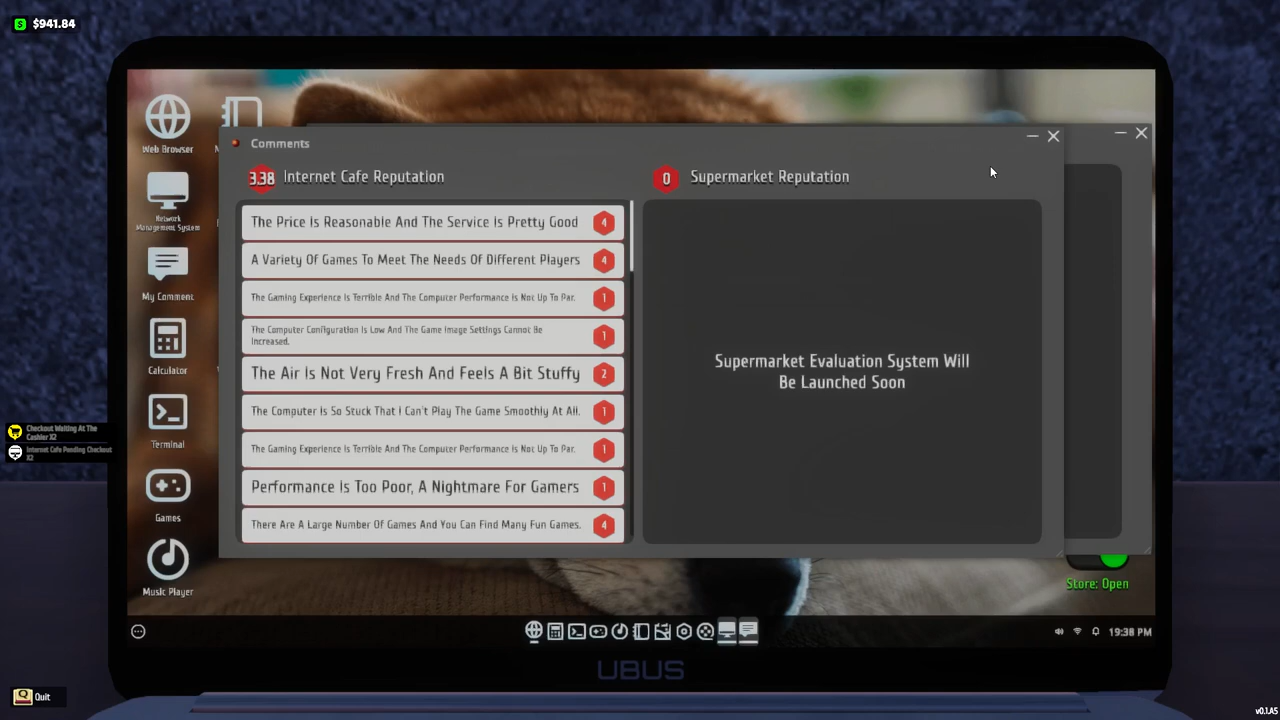 $941.84
Comments
3.38 Internet Cafe Reputation
0 Supermarket Reputation
The Price Is Reasonable And The Service Is Pretty Good 4
A Variety Of Games To Meet The Needs Of Different Players 4
The Gaming Experience Is Terrible And The Computer Performance Is Not Up To Par. 1
The Computer Configuration Is Low And The Game Image Settings Cannot Be
Increased. 1
The Air Is Not Very Fresh And Feels A Bit Stuffy 2
The Computer Is So Stuck That I Can't Play The Game Smoothly At All. 1
The Gaming Experience Is Terrible And The Computer Performance Is Not Up To Par. 1
Performance Is Too Poor, A Nightmare For Gamers 1
There Are A Large Number Of Games And You Can Find Many Fun Games. 4
Supermarket Evaluation System Will
Be Launched Soon
Web Browser
Network
Management System
My Comment
Calculator
Terminal
Games
Music Player
Checkout Waiting At The
Cashier X2
Internet Cafe Pending Checkout
X2
Store: Open
19:38 PM
UBUS
Quit
v0.1.A5